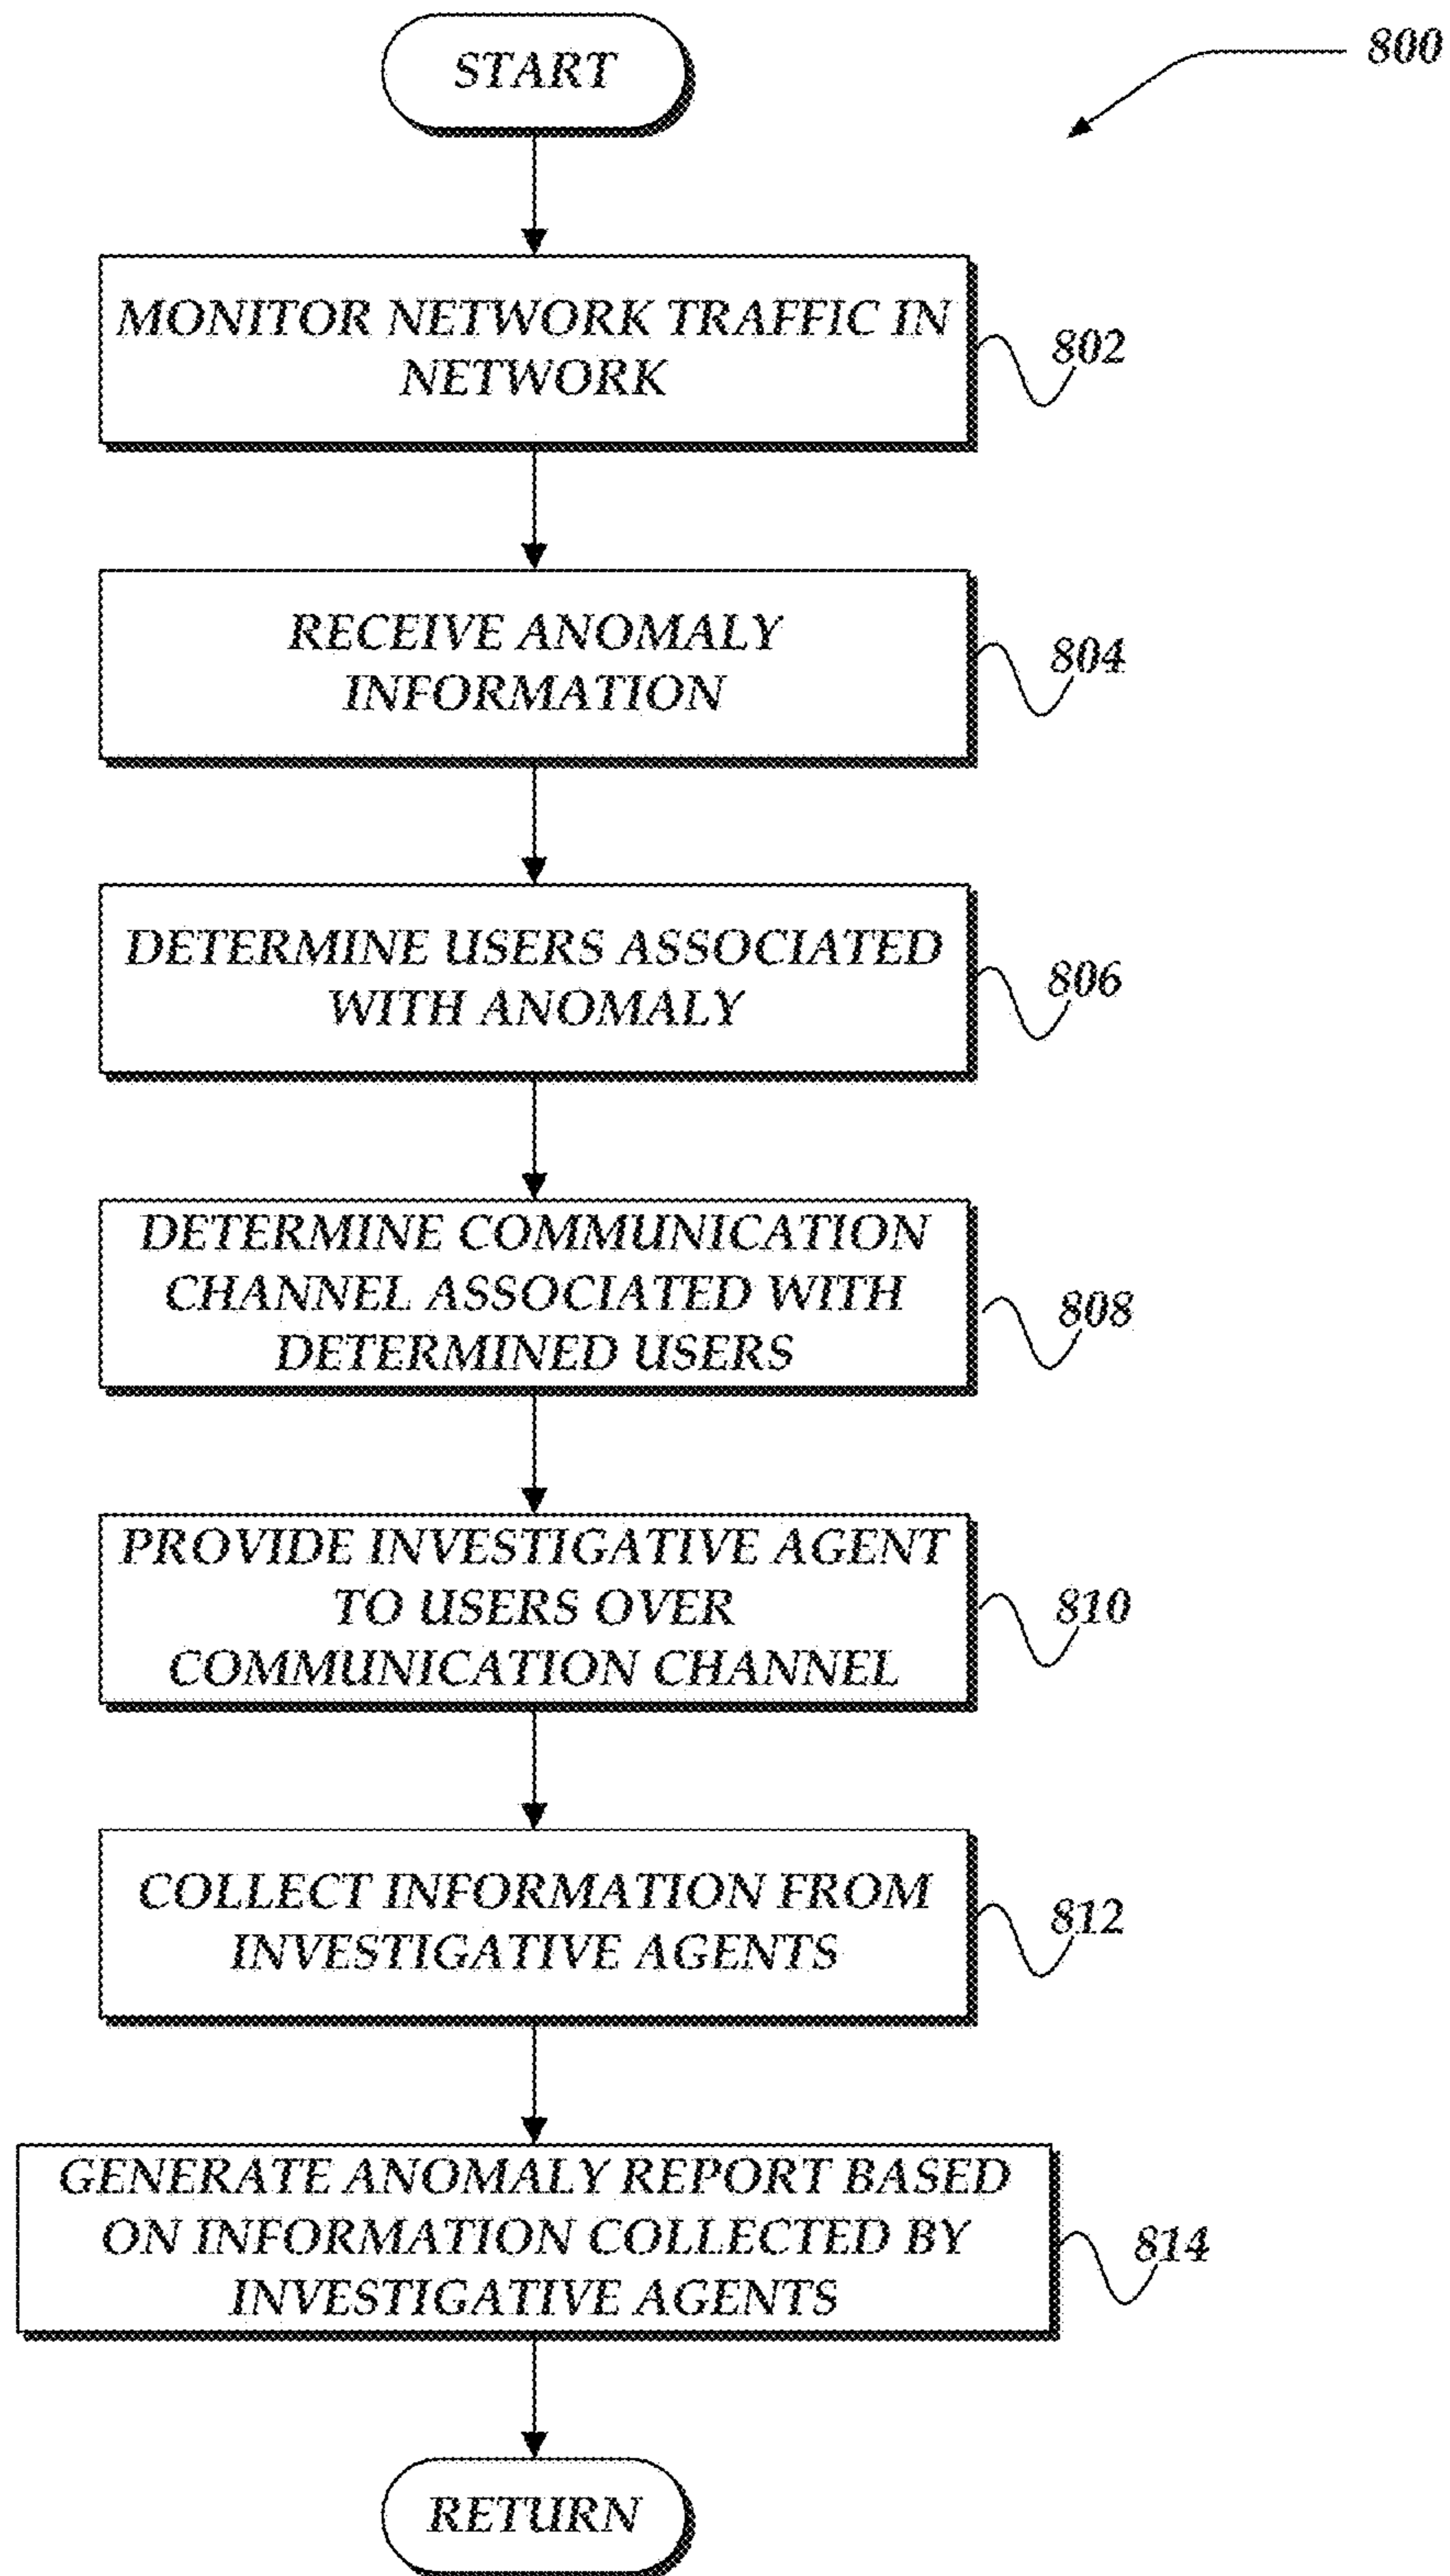 START
800
MONITOR NETWORK TRAFFIC IN
NETWORK
802
RECEIVE ANOMALY
INFORMATION
804
DETERMINE USERS ASSOCIATED
WITH ANOMALY
806
DETERMINE COMMUNICATION
CHANNEL ASSOCIATED WITH
DETERMINED USERS
808
PROVIDE INVESTIGATIVE AGENT
TO USERS OVER
COMMUNICATION CHANNEL
810
COLLECT INFORMATION FROM
INVESTIGATIVE AGENTS
812
GENERATE ANOMALY REPORT BASED
ON INFORMATION COLLECTED BY
INVESTIGATIVE AGENTS
814
RETURN